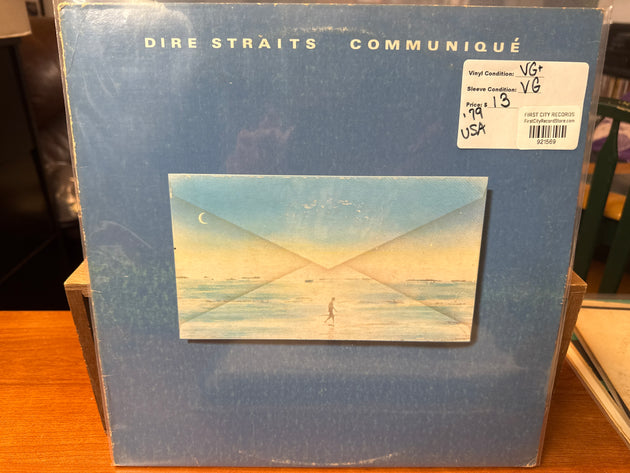 DIRE STRAITS COMMUNIQUÉ
Vinyl Condition: VG+
Sleeve Condition: VG
Price: $ 13
'79
USA
FIRST CITY RECORDS
FirstCityRecordStore.com
921569